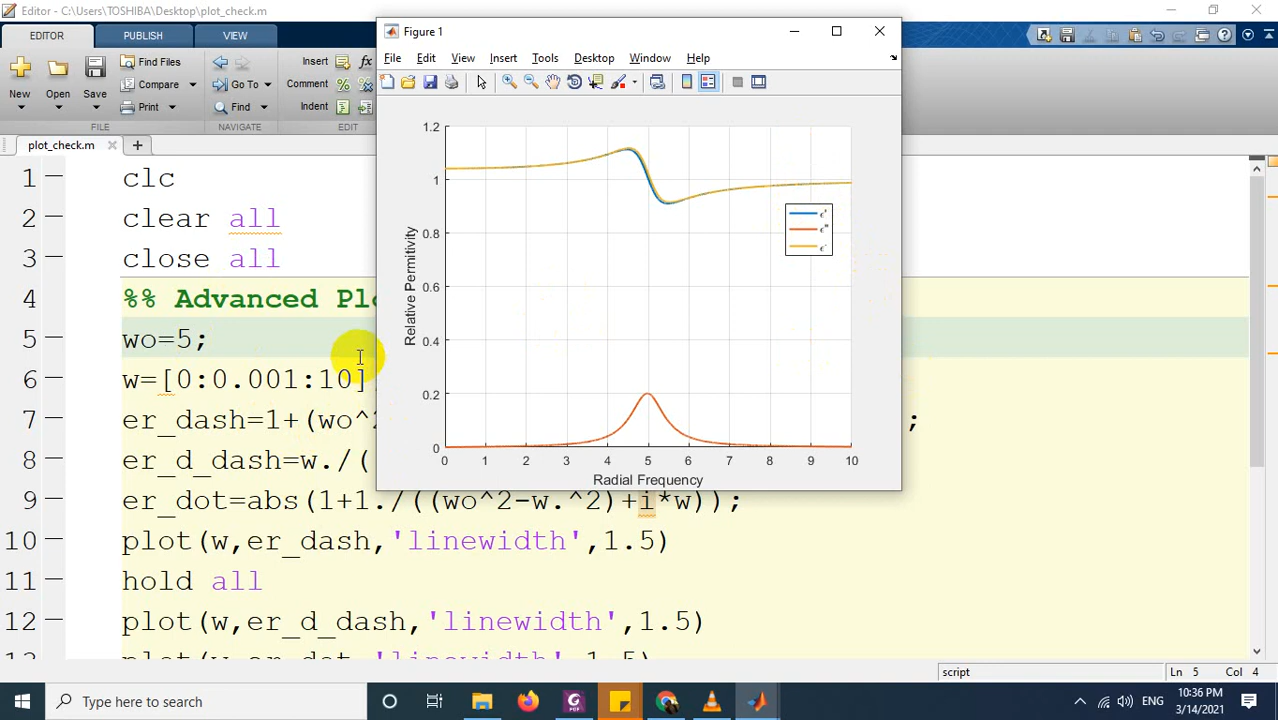 Editor - C:\Users\TOSHIBA\Desktop\plot_check.m
EDITOR PUBLISH VIEW
New Open Save
Find Files
Compare
Print
FILE
Go To
Find
NAVIGATE
Insert
Comment
Indent
EDIT
plot_check.m
Figure 1
File Edit View Insert Tools Desktop Window Help
1.2
1
0.8
0.6
0.4
0.2
0
Relative Permitivity
0 1 2 3 4 5 6 7 8 9 10
Radial Frequency
1 clc
2 clear all
3 close all
4 %% Advanced Plo
5 wo=5;
6 w=[0:0.001:10]
7 er_dash=1+(wo^2 ;
8 er_d_dash=w./(
9 er_dot=abs(1+1./((wo^2-w.^2)+i*w));
10 plot(w,er_dash,'linewidth',1.5)
11 hold all
12 plot(w,er_d_dash,'linewidth',1.5)
script Ln 5 Col 4
Type here to search
ENG
10:36 PM
3/14/2021